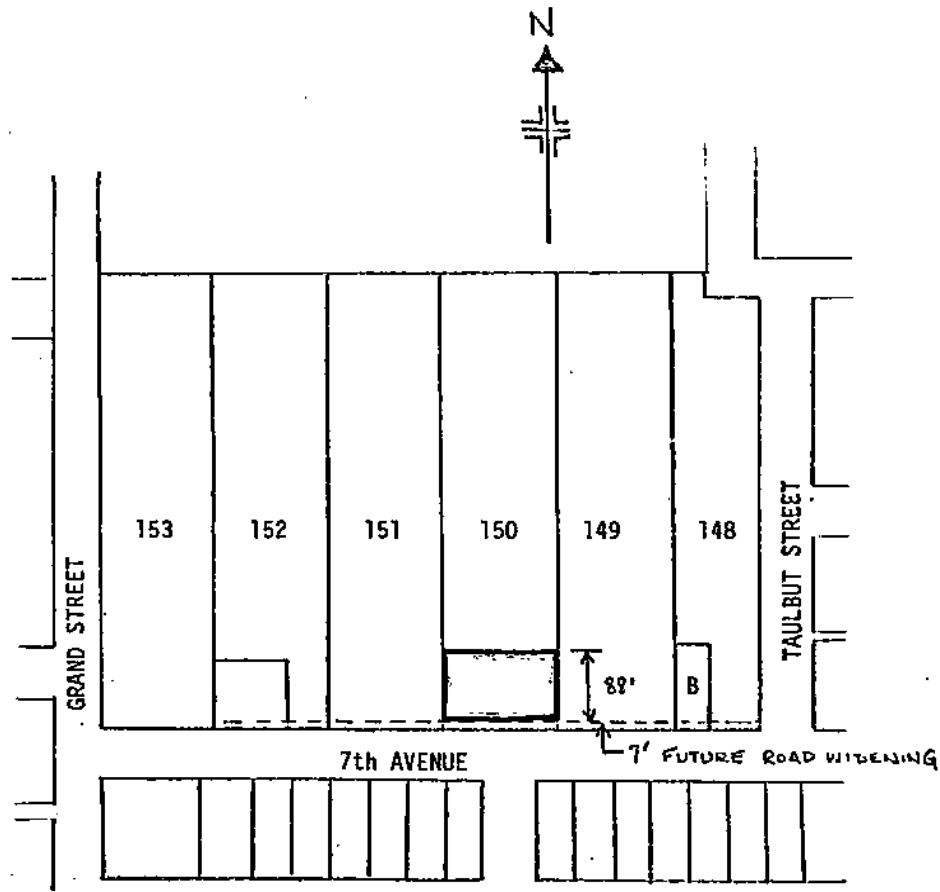 N
153
152
151
150
149
148
GRAND STREET
TAULBUT STREET
88'
B
7th AVENUE
7' FUTURE ROAD WIDENING